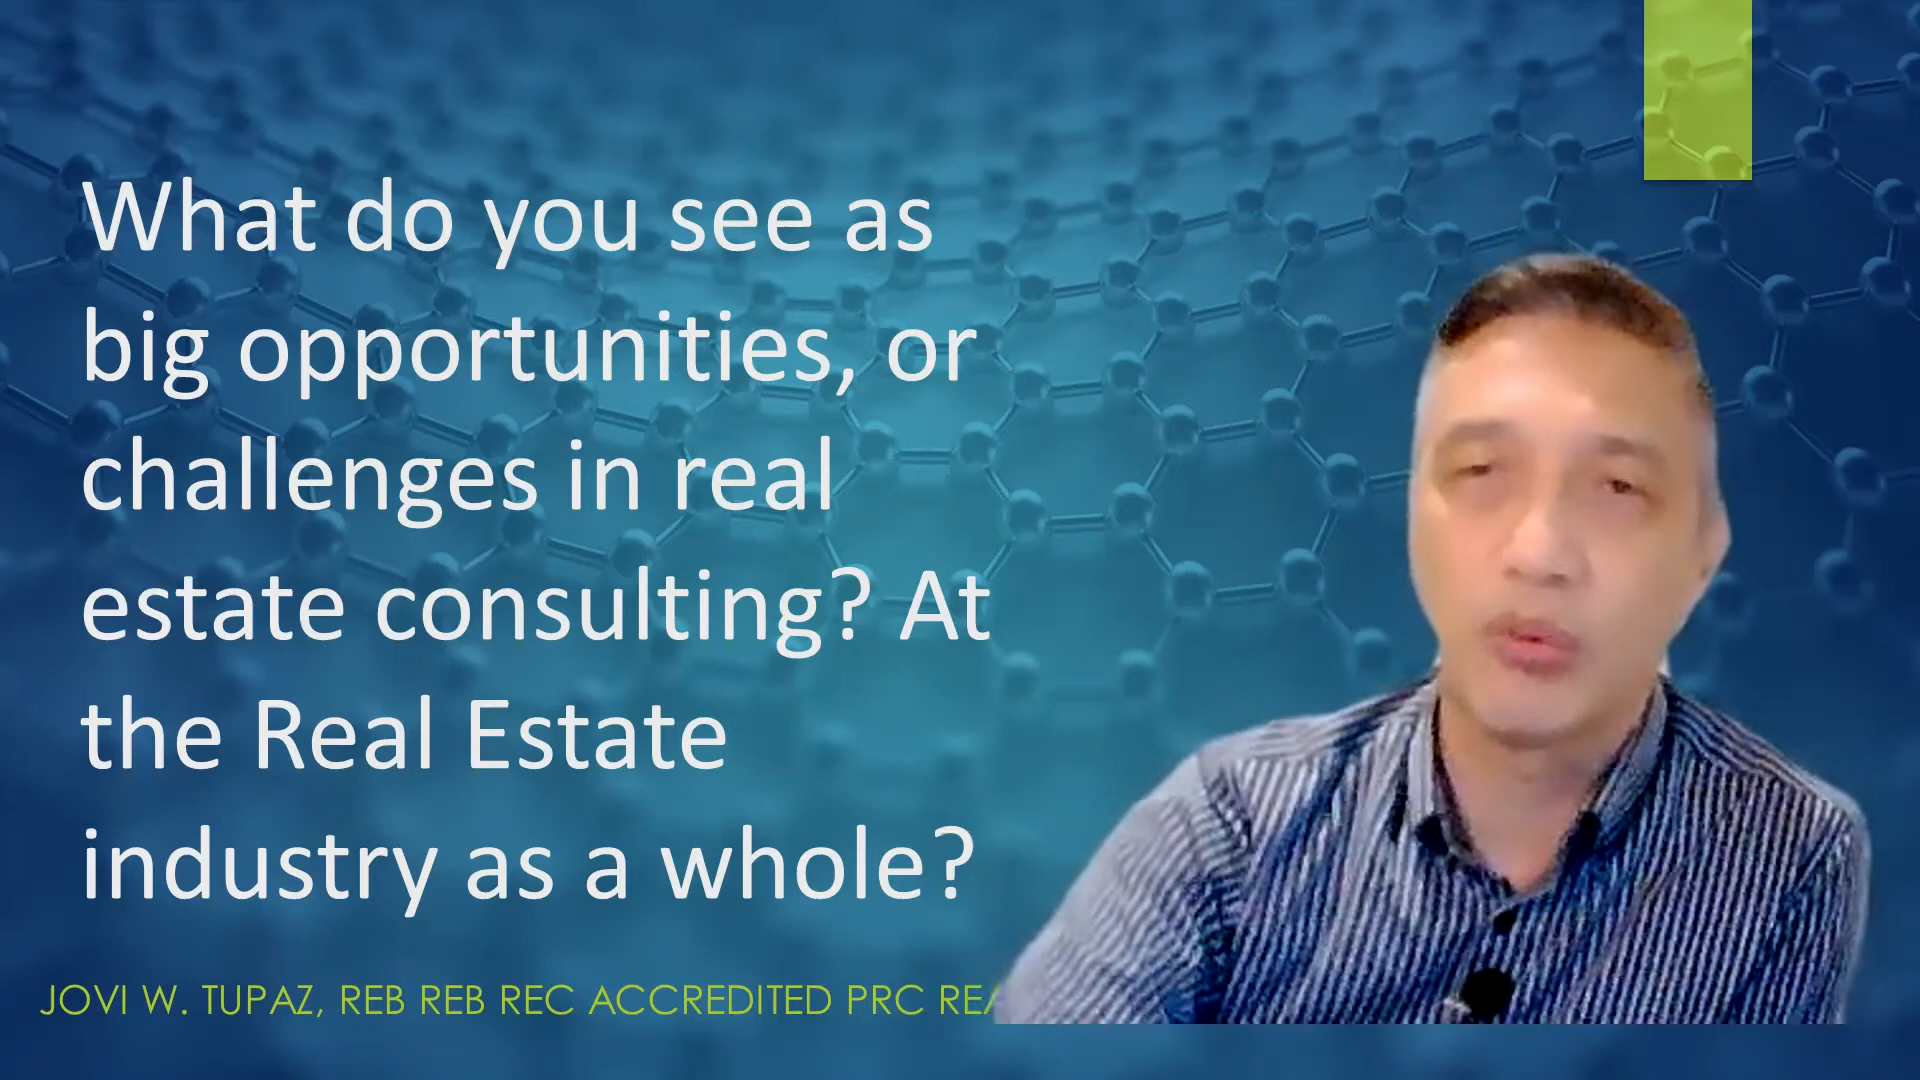 What do you see as
big opportunities, or
challenges in real
estate consulting? At
the Real Estate
industry as a whole?
JOVI W. TUPAZ, REB REB REC ACCREDITED PRC